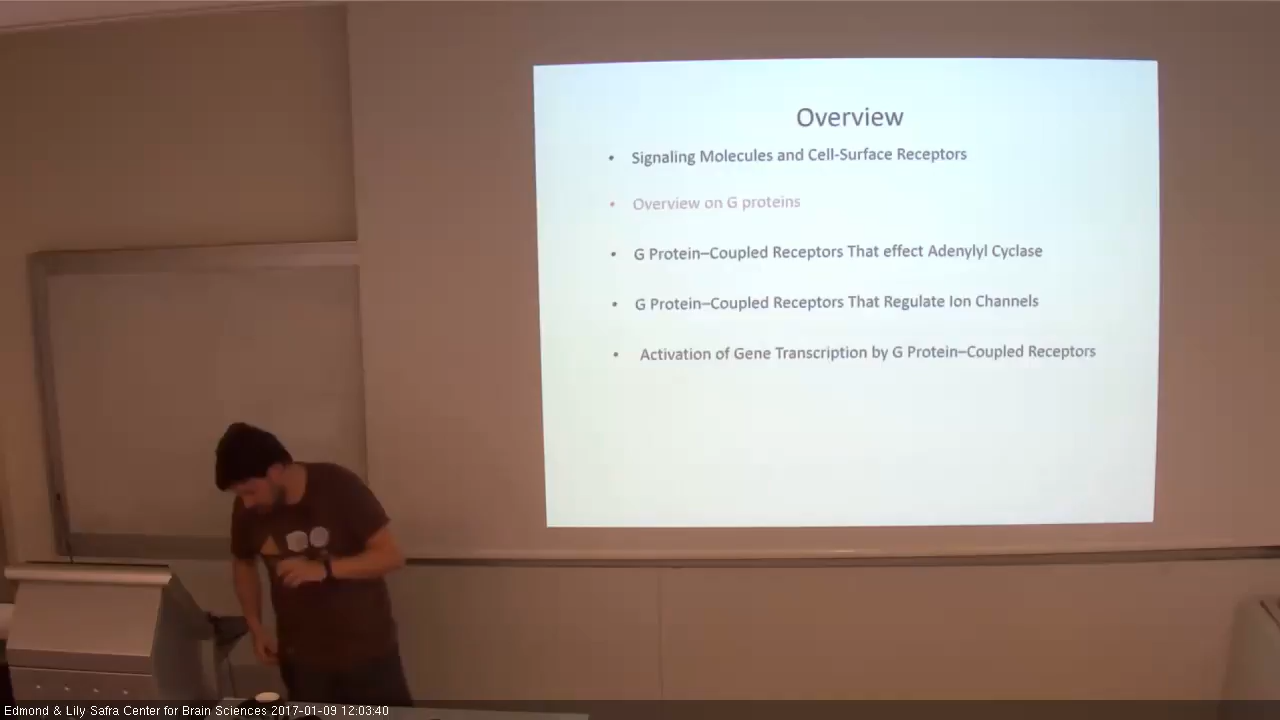 Overview
• Signaling Molecules and Cell-Surface Receptors
• Overview on G proteins
• G Protein–Coupled Receptors That effect Adenylyl Cyclase
• G Protein–Coupled Receptors That Regulate Ion Channels
• Activation of Gene Transcription by G Protein–Coupled Receptors
Edmond & Lily Safra Center for Brain Sciences 2017-01-09 12:03:40